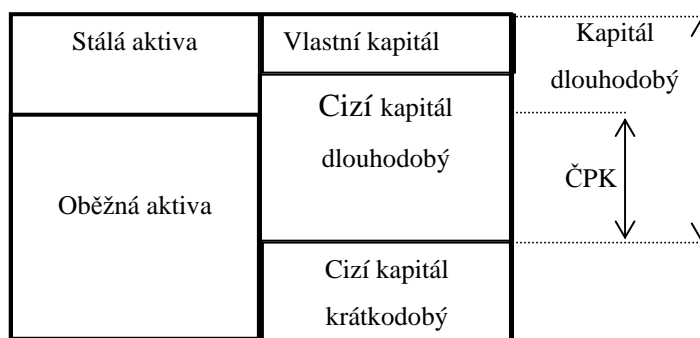 Stálá aktiva
Vlastní kapitál
Kapitál
dlouhodobý
Cizí kapitál
dlouhodobý
ČPK
Oběžná aktiva
Cizí kapitál
krátkodobý